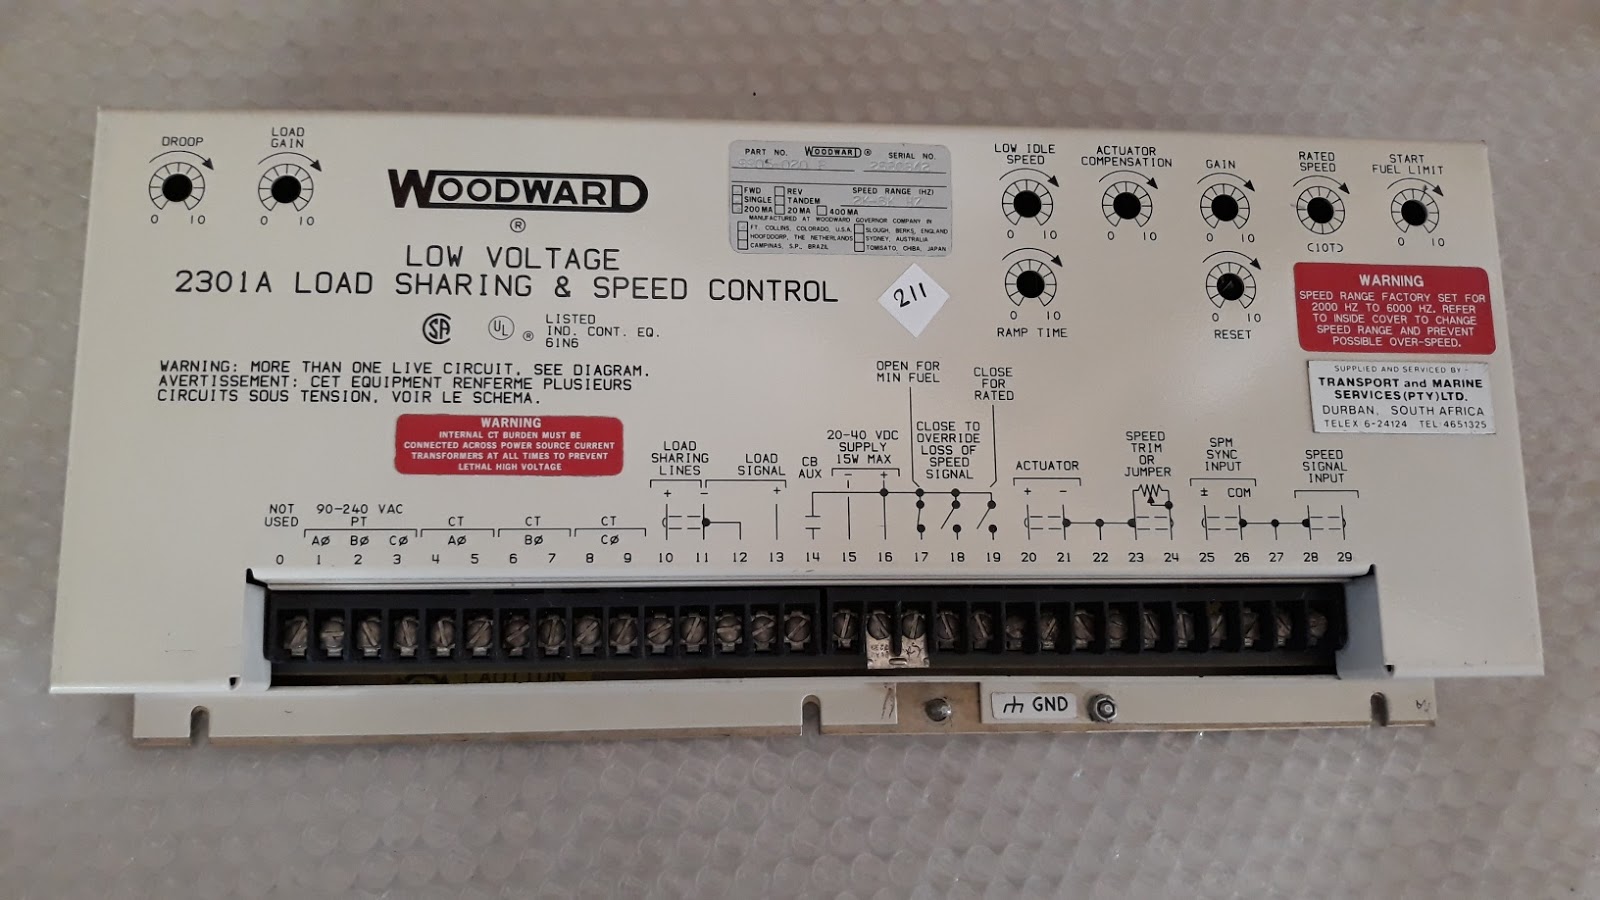 DROOP
0 10
LOAD
GAIN
0 10
WOODWARD
®
LOW VOLTAGE
2301A LOAD SHARING & SPEED CONTROL
SA
UL ®
LISTED
IND. CONT. EQ.
61N6
WARNING: MORE THAN ONE LIVE CIRCUIT. SEE DIAGRAM.
AVERTISSEMENT: CET EQUIPMENT RENFERME PLUSIEURS
CIRCUITS SOUS TENSION, VOIR LE SCHEMA.
WARNING
INTERNAL CT BURDEN MUST BE
CONNECTED ACROSS POWER SOURCE CURRENT
TRANSFORMERS AT ALL TIMES TO PREVENT
LETHAL HIGH VOLTAGE
PART NO. WOODWARD ® SERIAL NO.
FWD REV SPEED RANGE (HZ)
SINGLE TANDEM
200 MA 20 MA 400 MA
MANUFACTURED AT WOODWARD GOVERNOR COMPANY IN
FT. COLLINS, COLORADO, U.S.A. SLOUGH, BERKS, ENGLAND
HOOFDDORP, THE NETHERLANDS SYDNEY, AUSTRALIA
CAMPINAS, S.P., BRAZIL TOMISATO, CHIBA, JAPAN
211
LOW IDLE
SPEED
0 10
ACTUATOR
COMPENSATION
0 10
GAIN
0 10
RATED
SPEED
(10T)
START
FUEL LIMIT
0 10
0 10
RAMP TIME
0 10
RESET
WARNING
SPEED RANGE FACTORY SET FOR
2000 HZ TO 6000 HZ. REFER
TO INSIDE COVER TO CHANGE
SPEED RANGE AND PREVENT
POSSIBLE OVER-SPEED.
SUPPLIED AND SERVICED BY -
TRANSPORT and MARINE
SERVICES (PTY) LTD.
DURBAN, SOUTH AFRICA
TELEX 6-24124 TEL. 4651325
OPEN FOR
MIN FUEL
CLOSE
FOR
RATED
CLOSE TO
OVERRIDE
LOSS OF
SPEED
SIGNAL
NOT
USED
90-240 VAC
PT
AØ BØ CØ
CT
AØ
CT
BØ
CT
CØ
LOAD
SHARING
LINES
+ -
LOAD
SIGNAL
+
CB
AUX
20-40 VDC
SUPPLY
15W MAX
- +
ACTUATOR
+ -
SPEED
TRIM
OR
JUMPER
SPM
SYNC
INPUT
± COM
SPEED
SIGNAL
INPUT
0 1 2 3 4 5 6 7 8 9 10 11 12 13 14 15 16 17 18 19 20 21 22 23 24 25 26 27 28 29
CAUTION
GND